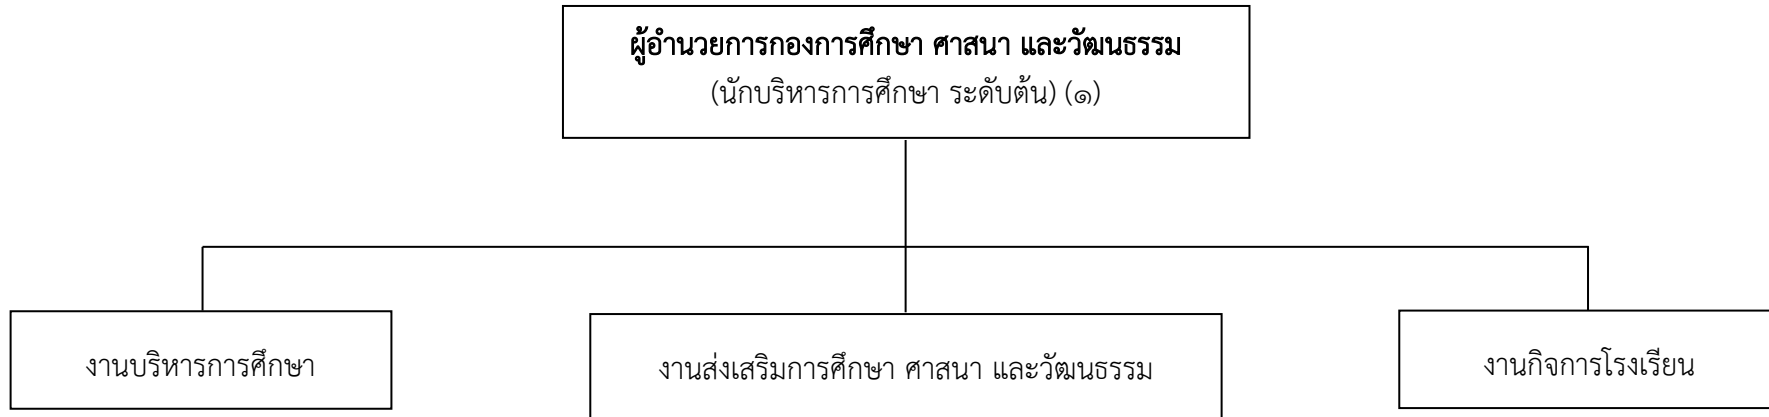 ผู้อำนวยการกองการศึกษา ศาสนา และวัฒนธรรม
(นักบริหารการศึกษา ระดับต้น) (๑)
งานบริหารการศึกษา
งานส่งเสริมการศึกษา ศาสนา และวัฒนธรรม
งานกิจการโรงเรียน